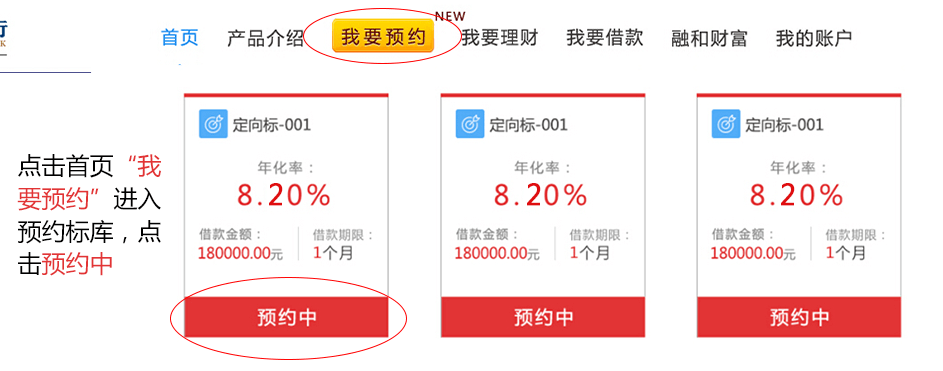 行
K
NEW
首页 产品介绍 我要预约 我要理财 我要借款 融和财富 我的账户
点击首页“我
要预约”进入
预约标库，点
击预约中
定向标-001
年化率：
8.20%
借款金额： 借款期限：
180000.00元 1个月
预约中
定向标-001
年化率：
8.20%
借款金额： 借款期限：
180000.00元 1个月
预约中
定向标-001
年化率：
8.20%
借款金额： 借款期限：
180000.00元 1个月
预约中